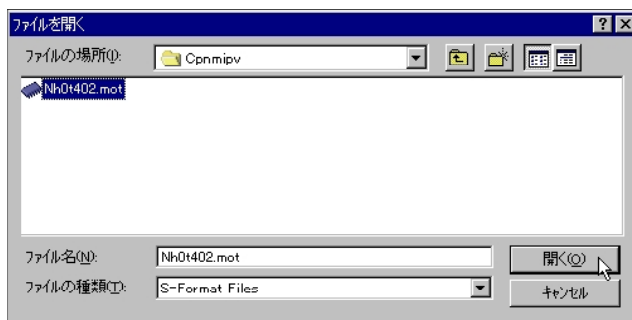 ファイルを開く
ファイルの場所(I):
Cpnmipv
Nh0t402.mot
ファイル名(N):
Nh0t402.mot
開く(O)
ファイルの種類(T):
S-Format Files
キャンセル